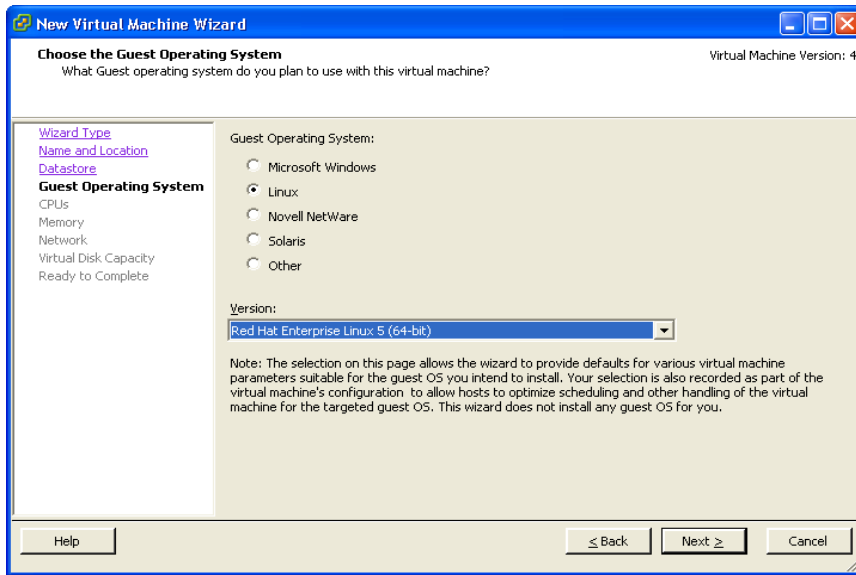 New Virtual Machine Wizard
Choose the Guest Operating System
What Guest operating system do you plan to use with this virtual machine?
Virtual Machine Version: 4
Wizard Type
Name and Location
Datastore
Guest Operating System
CPUs
Memory
Network
Virtual Disk Capacity
Ready to Complete
Guest Operating System:
Microsoft Windows
Linux
Novell NetWare
Solaris
Other
Version:
Red Hat Enterprise Linux 5 (64-bit)
Note: The selection on this page allows the wizard to provide defaults for various virtual machine
parameters suitable for the guest OS you intend to install. Your selection is also recorded as part of the
virtual machine's configuration to allow hosts to optimize scheduling and other handling of the virtual
machine for the targeted guest OS. This wizard does not install any guest OS for you.
Help
< Back
Next >
Cancel